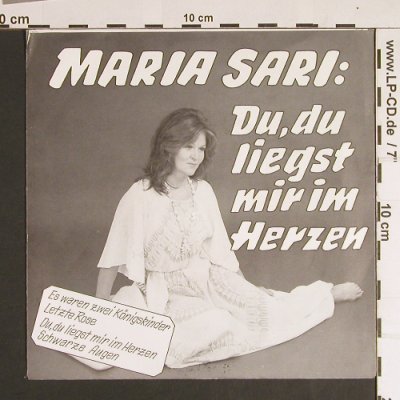 0 cm
10 cm
www.LP-CD.de / 7"
10 cm
MARIA SARI:
Du, du
liegst
mir im
Herzen
Es waren zwei Königskinder
Letzte Rose
Du, du liegst mir im Herzen
Schwarze Augen